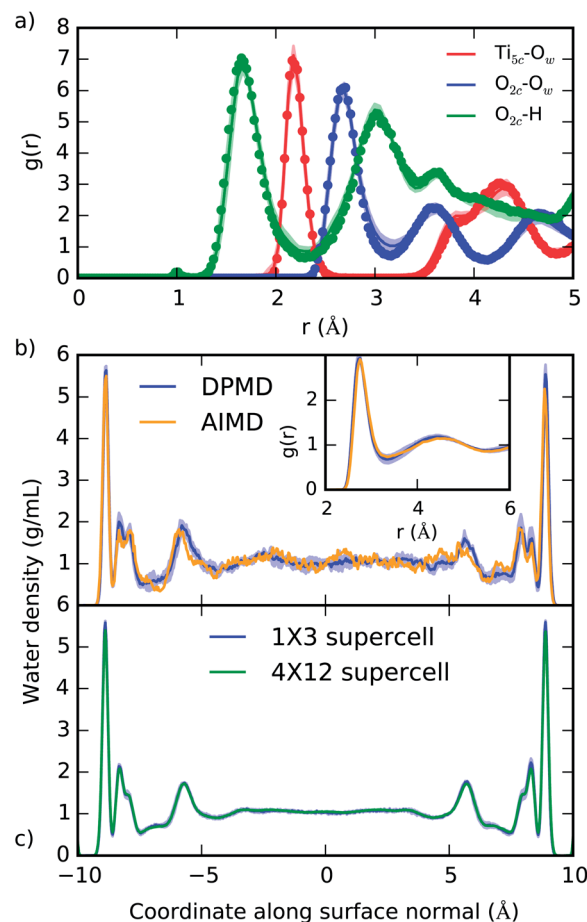 a)
8
7
6
5
4
3
2
1
0
g(r)
Ti5c-Ow
O2c-Ow
O2c-H
0 1 2 3 4 5
r (Å)
b)
6
5
4
3
2
1
6
DPMD
AIMD
2
1
0
g(r)
2 4 6
r (Å)
Water density (g/mL)
1X3 supercell
4X12 supercell
5
4
3
2
1
0
c)
−10 −5 0 5 10
Coordinate along surface normal (Å)